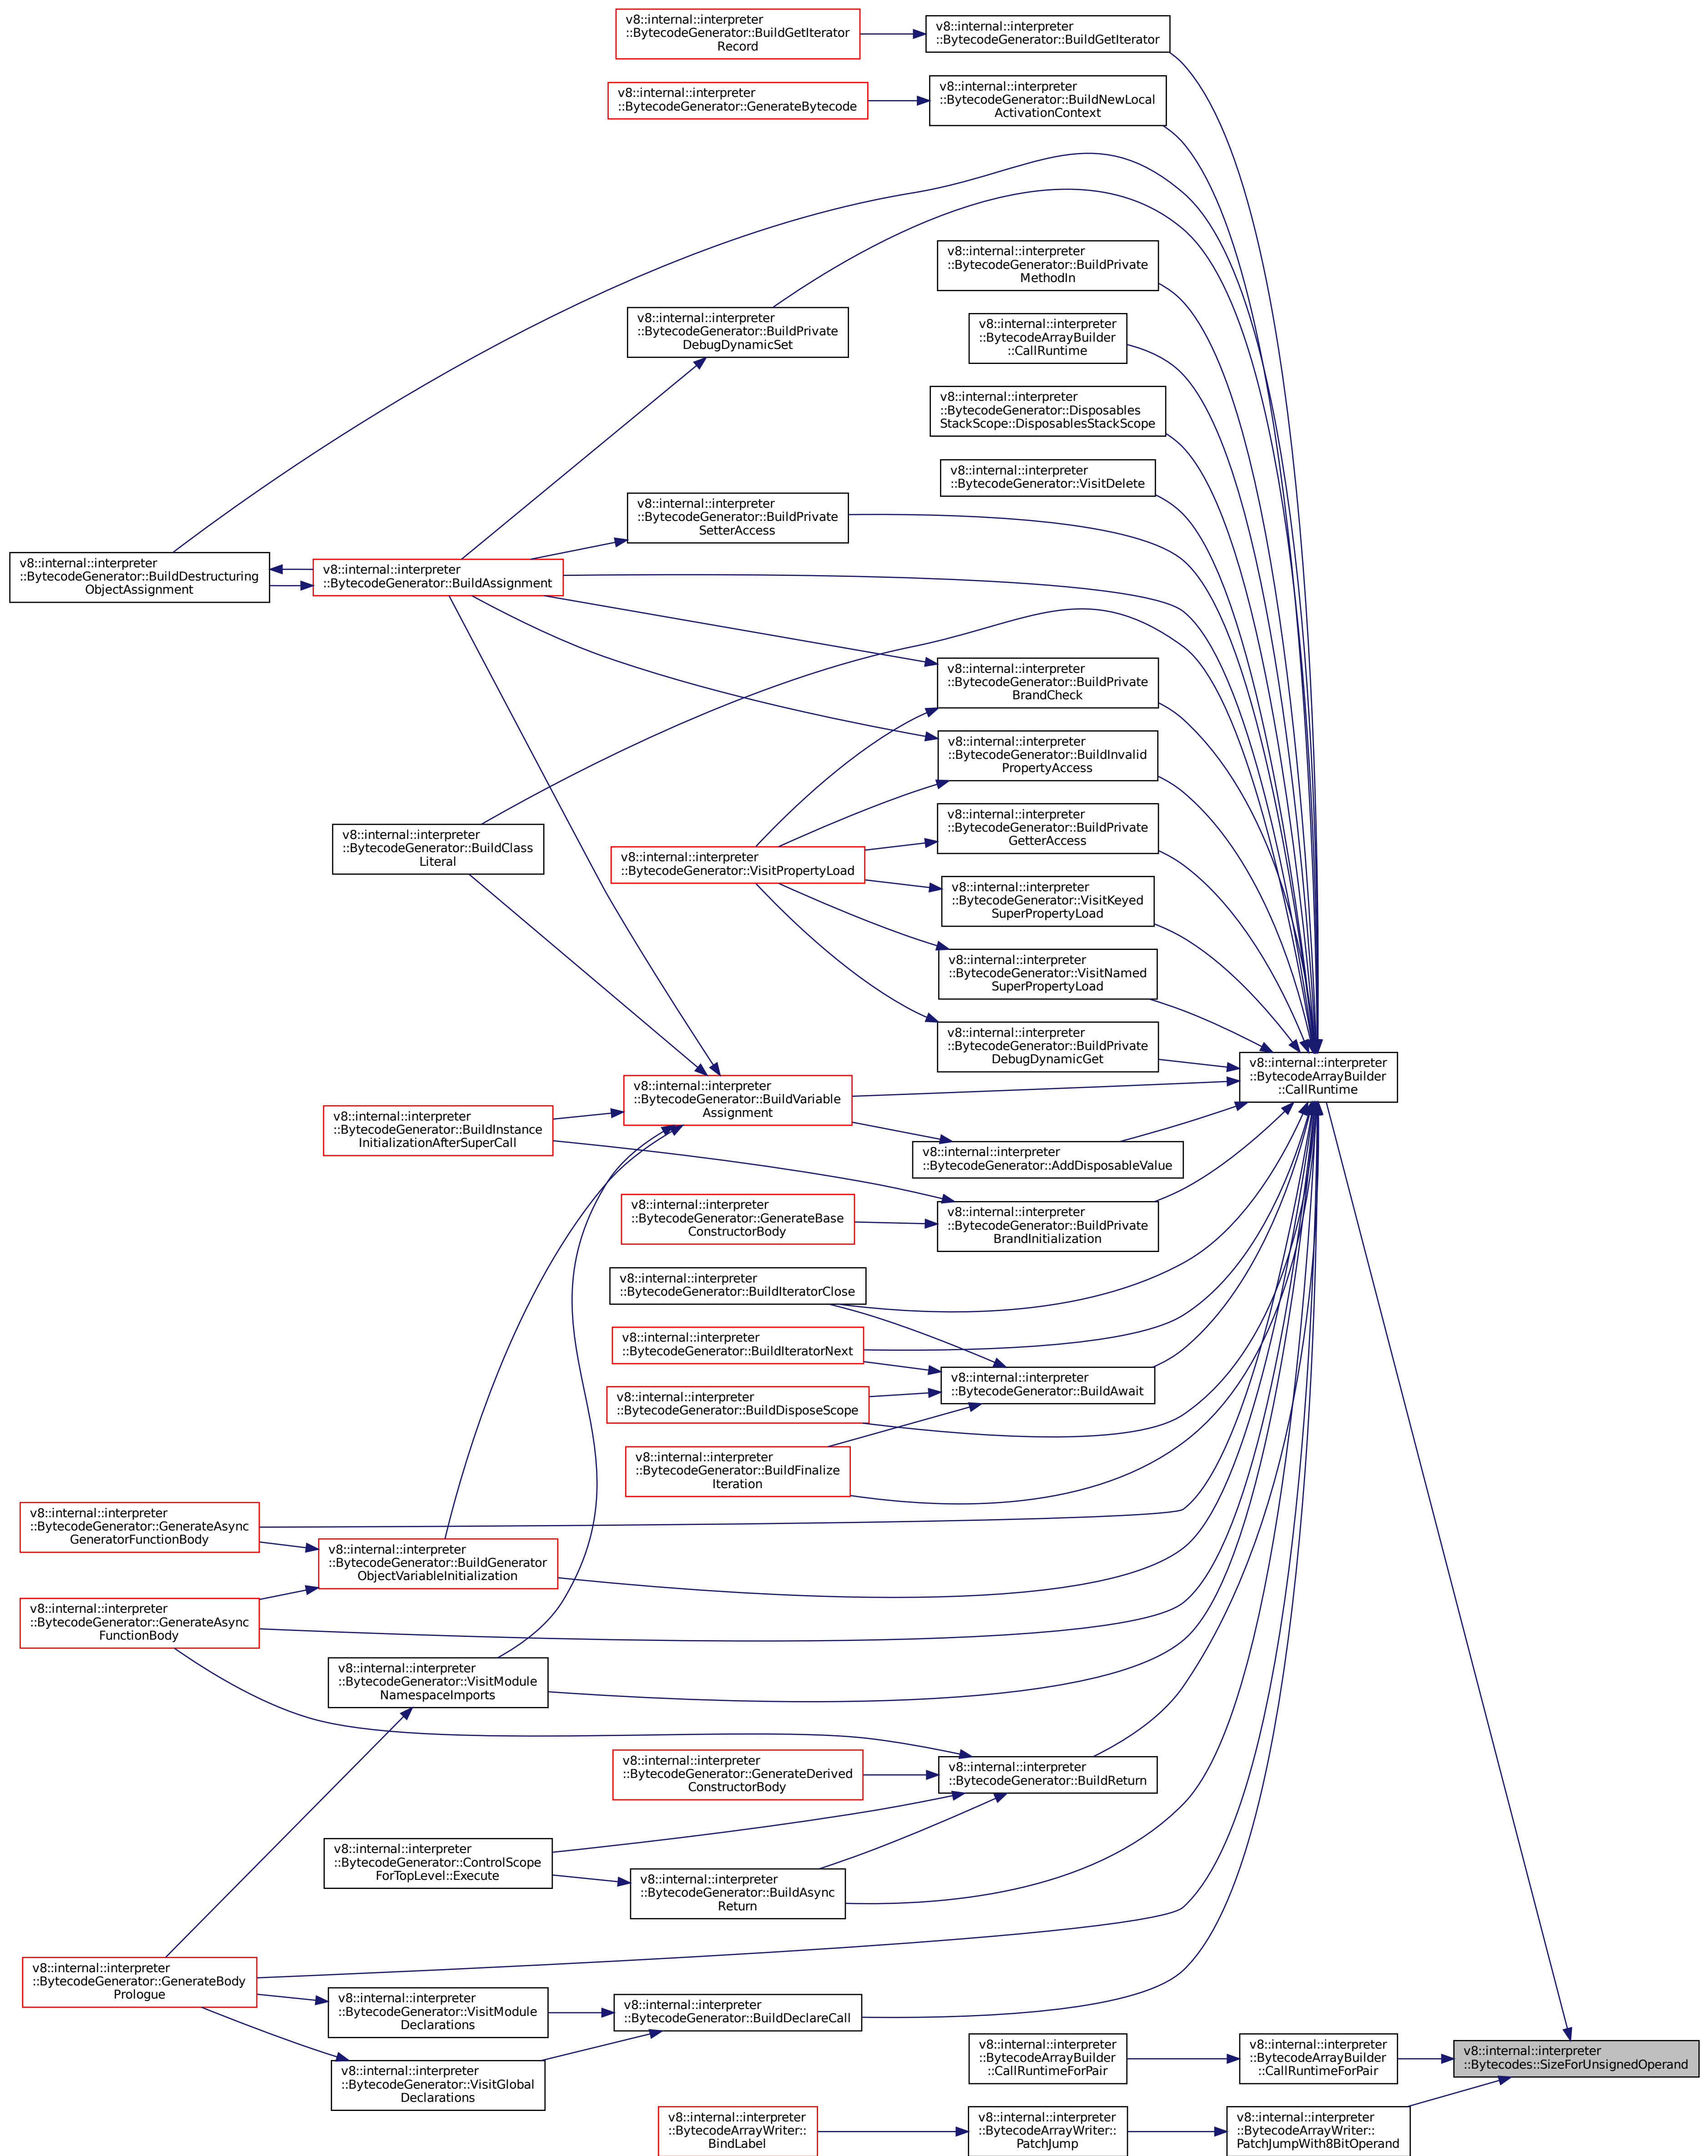 v8::internal::interpreter
::BytecodeGenerator::BuildGetIterator
Record
v8::internal::interpreter
::BytecodeGenerator::BuildGetIterator
v8::internal::interpreter
::BytecodeGenerator::GenerateBytecode
v8::internal::interpreter
::BytecodeGenerator::BuildNewLocal
ActivationContext
v8::internal::interpreter
::BytecodeGenerator::BuildPrivate
MethodIn
v8::internal::interpreter
::BytecodeGenerator::BuildPrivate
DebugDynamicSet
v8::internal::interpreter
::BytecodeArrayBuilder
::CallRuntime
v8::internal::interpreter
::BytecodeGenerator::Disposables
StackScope::DisposablesStackScope
v8::internal::interpreter
::BytecodeGenerator::VisitDelete
v8::internal::interpreter
::BytecodeGenerator::BuildPrivate
SetterAccess
v8::internal::interpreter
::BytecodeGenerator::BuildDestructuring
ObjectAssignment
v8::internal::interpreter
::BytecodeGenerator::BuildAssignment
v8::internal::interpreter
::BytecodeGenerator::BuildPrivate
BrandCheck
v8::internal::interpreter
::BytecodeGenerator::BuildInvalid
PropertyAccess
v8::internal::interpreter
::BytecodeGenerator::BuildPrivate
GetterAccess
v8::internal::interpreter
::BytecodeGenerator::BuildClass
Literal
v8::internal::interpreter
::BytecodeGenerator::VisitPropertyLoad
v8::internal::interpreter
::BytecodeGenerator::VisitKeyed
SuperPropertyLoad
v8::internal::interpreter
::BytecodeGenerator::VisitNamed
SuperPropertyLoad
v8::internal::interpreter
::BytecodeGenerator::BuildPrivate
DebugDynamicGet
v8::internal::interpreter
::BytecodeArrayBuilder
::CallRuntime
v8::internal::interpreter
::BytecodeGenerator::BuildVariable
Assignment
v8::internal::interpreter
::BytecodeGenerator::BuildInstance
InitializationAfterSuperCall
v8::internal::interpreter
::BytecodeGenerator::AddDisposableValue
v8::internal::interpreter
::BytecodeGenerator::GenerateBase
ConstructorBody
v8::internal::interpreter
::BytecodeGenerator::BuildPrivate
BrandInitialization
v8::internal::interpreter
::BytecodeGenerator::BuildIteratorClose
v8::internal::interpreter
::BytecodeGenerator::BuildIteratorNext
v8::internal::interpreter
::BytecodeGenerator::BuildAwait
v8::internal::interpreter
::BytecodeGenerator::BuildDisposeScope
v8::internal::interpreter
::BytecodeGenerator::BuildFinalize
Iteration
v8::internal::interpreter
::BytecodeGenerator::GenerateAsync
GeneratorFunctionBody
v8::internal::interpreter
::BytecodeGenerator::BuildGenerator
ObjectVariableInitialization
v8::internal::interpreter
::BytecodeGenerator::GenerateAsync
FunctionBody
v8::internal::interpreter
::BytecodeGenerator::VisitModule
NamespaceImports
v8::internal::interpreter
::BytecodeGenerator::GenerateDerived
ConstructorBody
v8::internal::interpreter
::BytecodeGenerator::BuildReturn
v8::internal::interpreter
::BytecodeGenerator::ControlScope
ForTopLevel::Execute
v8::internal::interpreter
::BytecodeGenerator::BuildAsync
Return
v8::internal::interpreter
::BytecodeGenerator::GenerateBody
Prologue
v8::internal::interpreter
::BytecodeGenerator::VisitModule
Declarations
v8::internal::interpreter
::BytecodeGenerator::BuildDeclareCall
v8::internal::interpreter
::BytecodeGenerator::VisitGlobal
Declarations
v8::internal::interpreter
::BytecodeArrayBuilder
::CallRuntimeForPair
v8::internal::interpreter
::BytecodeArrayBuilder
::CallRuntimeForPair
v8::internal::interpreter
::Bytecodes::SizeForUnsignedOperand
v8::internal::interpreter
::BytecodeArrayWriter::
BindLabel
v8::internal::interpreter
::BytecodeArrayWriter::
PatchJump
v8::internal::interpreter
::BytecodeArrayWriter::
PatchJumpWith8BitOperand